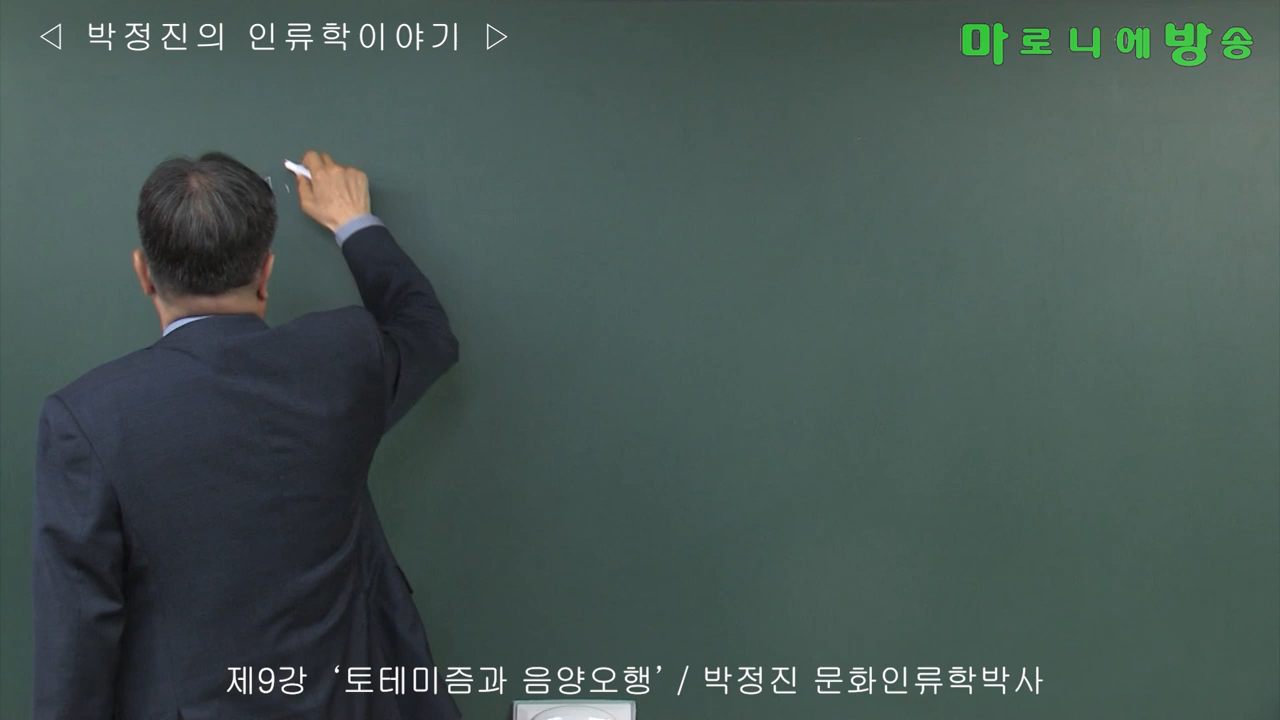 ◁ 박정진의 인류학이야기 ▷
마로니에방송
제9강 ‘토테미즘과 음양오행’ / 박정진 문화인류학박사